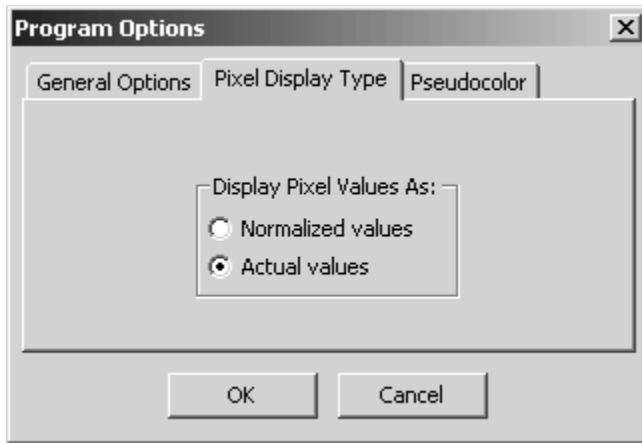 Program Options
General Options Pixel Display Type Pseudocolor
Display Pixel Values As:
Normalized values
Actual values
OK Cancel